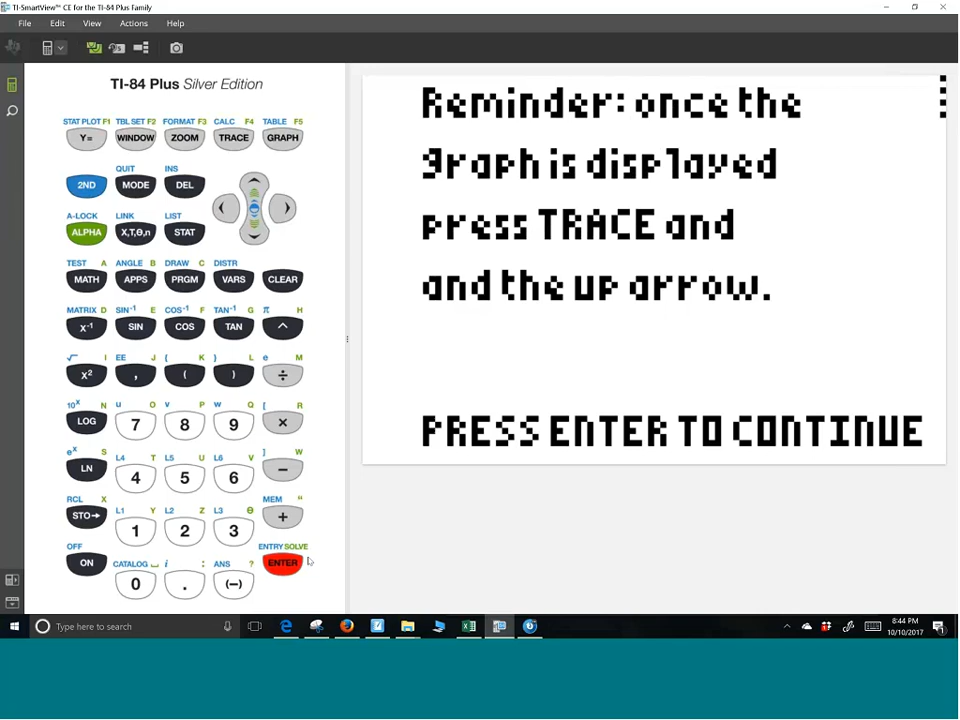 TI-SmartView™ CE for the TI-84 Plus Family
File Edit View Actions Help
TI-84 Plus Silver Edition
STAT PLOT F1 TBL SET F2 FORMAT F3 CALC F4 TABLE F5
Y= WINDOW ZOOM TRACE GRAPH
QUIT INS
2ND MODE DEL
A-LOCK LINK LIST
ALPHA X,T,Θ,n STAT
TEST A ANGLE B DRAW C DISTR
MATH APPS PRGM VARS CLEAR
MATRIX D SIN⁻¹ E COS⁻¹ F TAN⁻¹ G π H
x⁻¹ SIN COS TAN ^
√ I EE J { K } L e M
x² , ( ) ÷
10ˣ N u O v P w Q [ R
LOG 7 8 9 ×
eˣ S L4 T L5 U L6 V ] W
LN 4 5 6 −
RCL X L1 Y L2 Z L3 Θ MEM "
STO→ 1 2 3 +
OFF CATALOG ⎵ i : ANS ? ENTRY SOLVE
ON 0 . (−) ENTER
Reminder: once the
graph is displayed
press TRACE and
and the up arrow.
PRESS ENTER TO CONTINUE
Type here to search
8:44 PM
10/10/2017